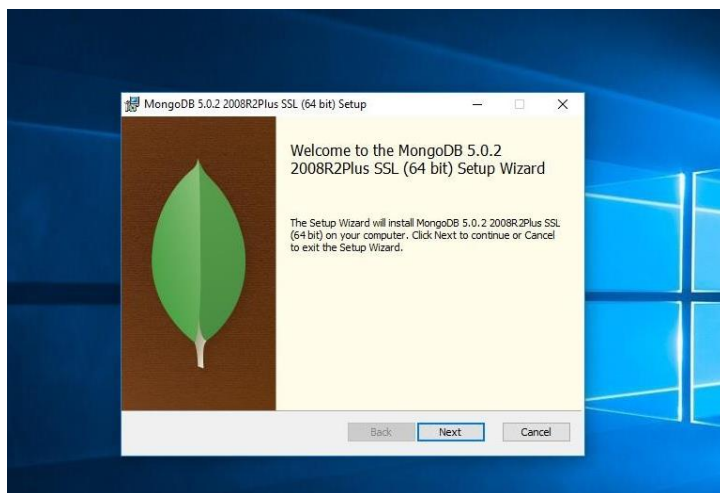 MongoDB 5.0.2 2008R2Plus SSL (64 bit) Setup
Welcome to the MongoDB 5.0.2
2008R2Plus SSL (64 bit) Setup Wizard
The Setup Wizard will install MongoDB 5.0.2 2008R2Plus SSL
(64 bit) on your computer. Click Next to continue or Cancel
to exit the Setup Wizard.
Back Next Cancel